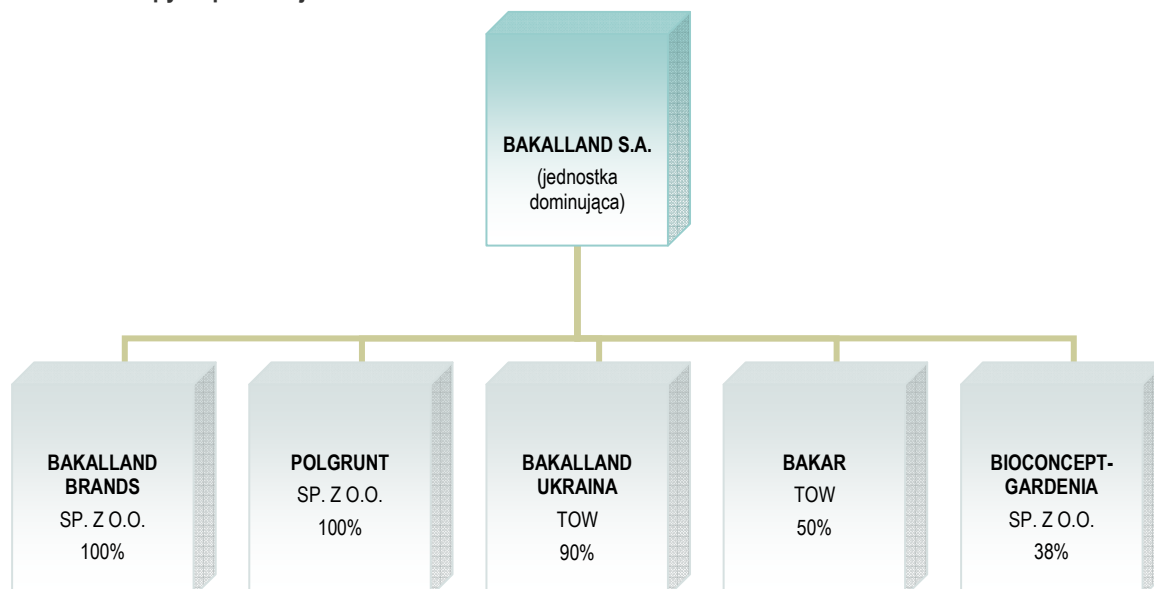 BAKALLAND S.A.
(jednostka
dominująca)
BAKALLAND
BRANDS
SP. Z O.O.
100%
POLGRUNT
SP. Z O.O.
100%
BAKALLAND
UKRAINA
TOW
90%
BAKAR
TOW
50%
BIOCONCEPT-
GARDENIA
SP. Z O.O.
38%